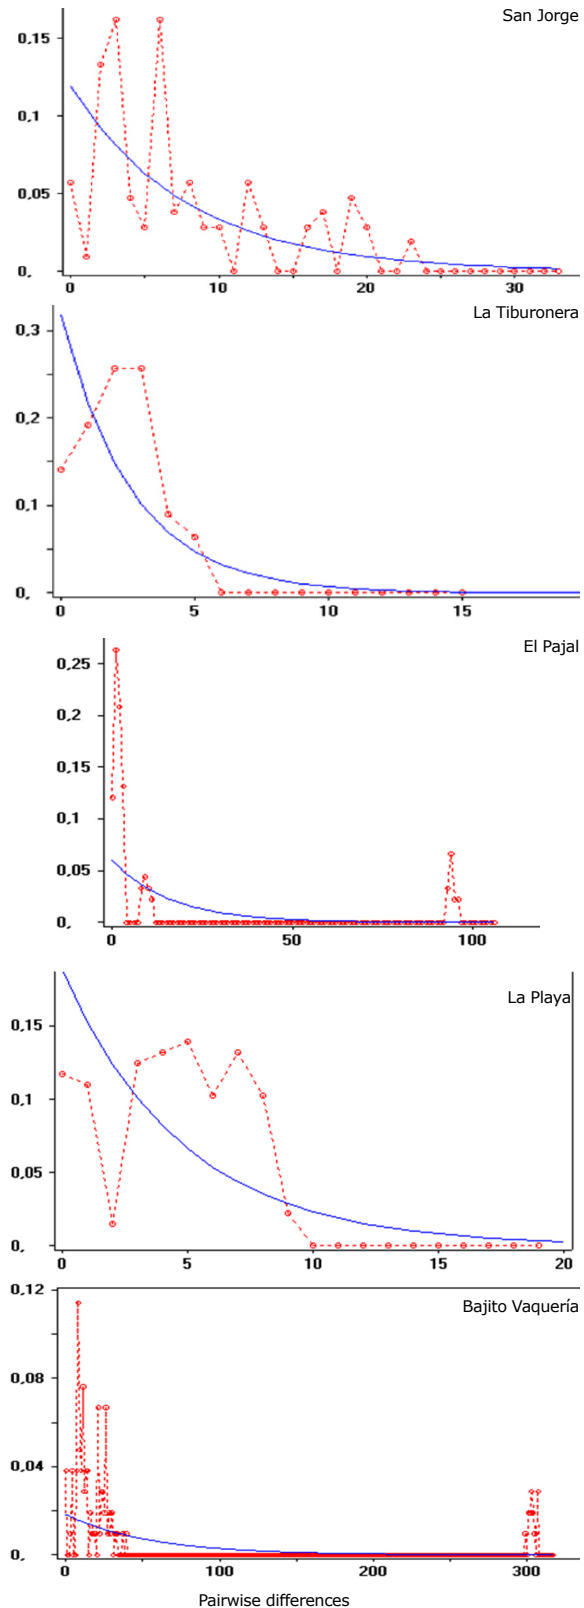 San Jorge
0,15
0,1
0,05
0,
0 10 20 30
La Tiburonera
0,3
0,2
0,1
0,
0 5 10 15
El Pajal
0,25
0,2
0,15
0,1
0,05
0,
0 50 100
La Playa
0,15
0,1
0,05
0,
0 5 10 15 20
Bajito Vaquería
0,12
0,08
0,04
0,
0 100 200 300
Pairwise differences